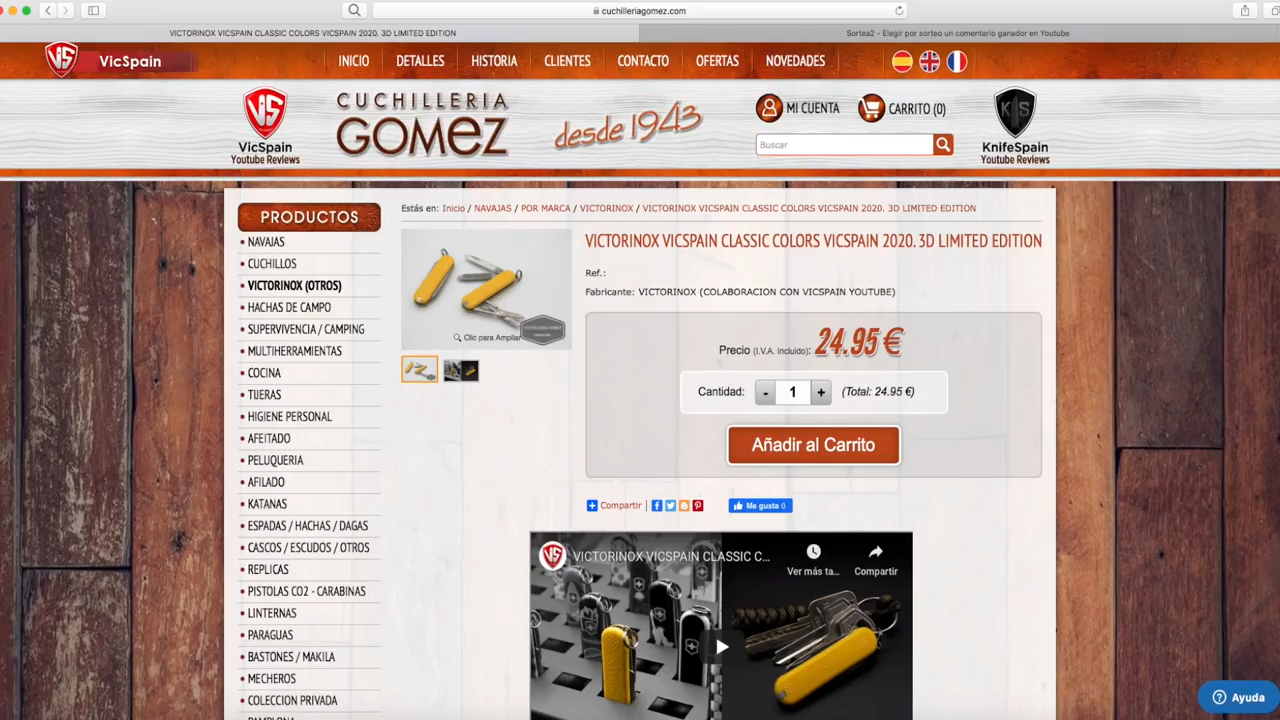 cuchilleriagomez.com
VICTORINOX VICSPAIN CLASSIC COLORS VICSPAIN 2020. 3D LIMITED EDITION
Sortea2 - Elegir por sorteo un comentario ganador en Youtube
VS VicSpain
INICIO DETALLES HISTORIA CLIENTES CONTACTO OFERTAS NOVEDADES
VS
VicSpain
Youtube Reviews
CUCHILLERIA
GOMEZ
desde 1943
MI CUENTA CARRITO (0)
Buscar
KS
KnifeSpain
Youtube Reviews
PRODUCTOS
• NAVAJAS
• CUCHILLOS
• VICTORINOX (OTROS)
• HACHAS DE CAMPO
• SUPERVIVENCIA / CAMPING
• MULTIHERRAMIENTAS
• COCINA
• TIJERAS
• HIGIENE PERSONAL
• AFEITADO
• PELUQUERIA
• AFILADO
• KATANAS
• ESPADAS / HACHAS / DAGAS
• CASCOS / ESCUDOS / OTROS
• REPLICAS
• PISTOLAS CO2 - CARABINAS
• LINTERNAS
• PARAGUAS
• BASTONES / MAKILA
• MECHEROS
• COLECCION PRIVADA
• PAMPLONA
Estás en: Inicio / NAVAJAS / POR MARCA / VICTORINOX / VICTORINOX VICSPAIN CLASSIC COLORS VICSPAIN 2020. 3D LIMITED EDITION
Clic para Ampliar
VICTORINOX VICSPAIN CLASSIC COLORS VICSPAIN 2020. 3D LIMITED EDITION
Ref.:
Fabricante: VICTORINOX (COLABORACION CON VICSPAIN YOUTUBE)
Precio (I.V.A. Incluido): 24.95 €
Cantidad: - 1 + (Total: 24.95 €)
Añadir al Carrito
Compartir |
Me gusta 0
VS VICTORINOX VICSPAIN CLASSIC C...
Ver más ta...
Compartir
Ayuda